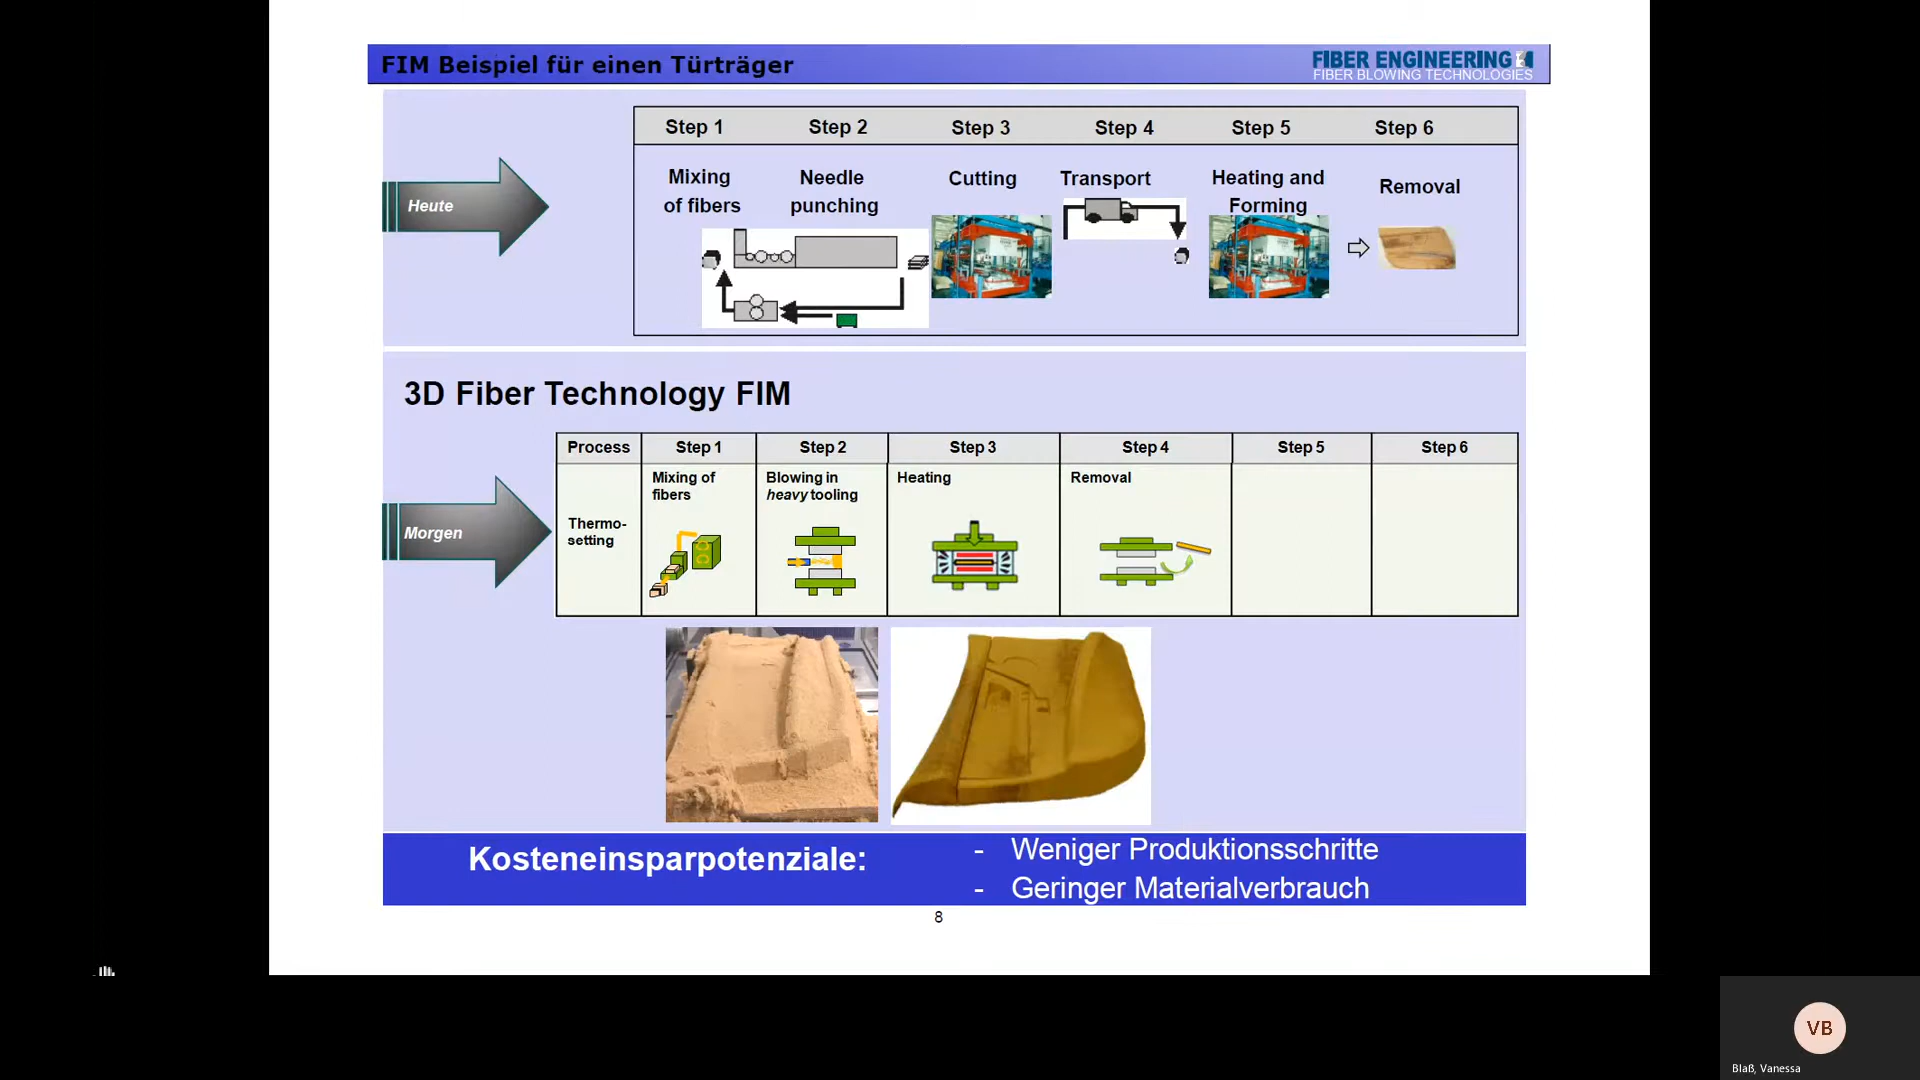 FIM Beispiel für einen Türträger
FIBER ENGINEERING
FIBER BLOWING TECHNOLOGIES
Heute
Step 1 Step 2 Step 3 Step 4 Step 5 Step 6
Mixing
of fibers
Needle
punching
Cutting
Transport
Heating and
Forming
Removal
3D Fiber Technology FIM
Morgen
Process Step 1 Step 2 Step 3 Step 4 Step 5 Step 6
Thermo-
setting
Mixing of
fibers
Blowing in
heavy tooling
Heating
Removal
Kosteneinsparpotenziale:
- Weniger Produktionsschritte
- Geringer Materialverbrauch
8
VB
Blaß, Vanessa